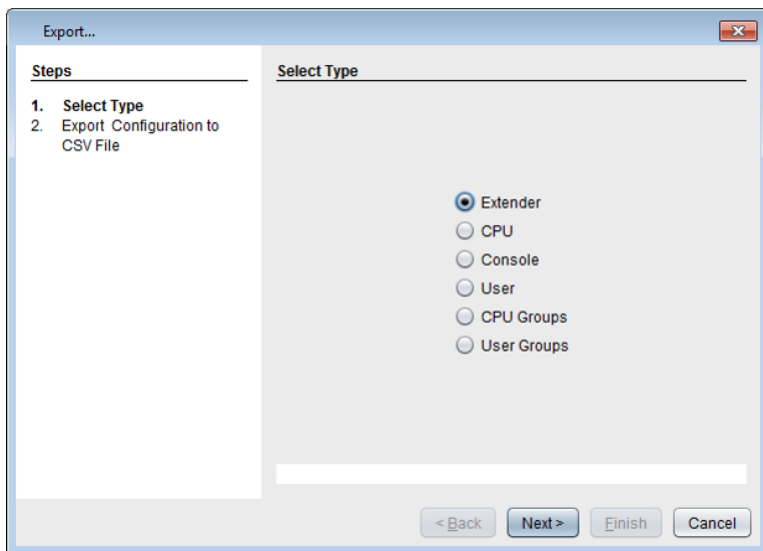 Export...
Steps
1. Select Type
2. Export Configuration to
CSV File
Select Type
Extender
CPU
Console
User
CPU Groups
User Groups
< Back Next > Finish Cancel